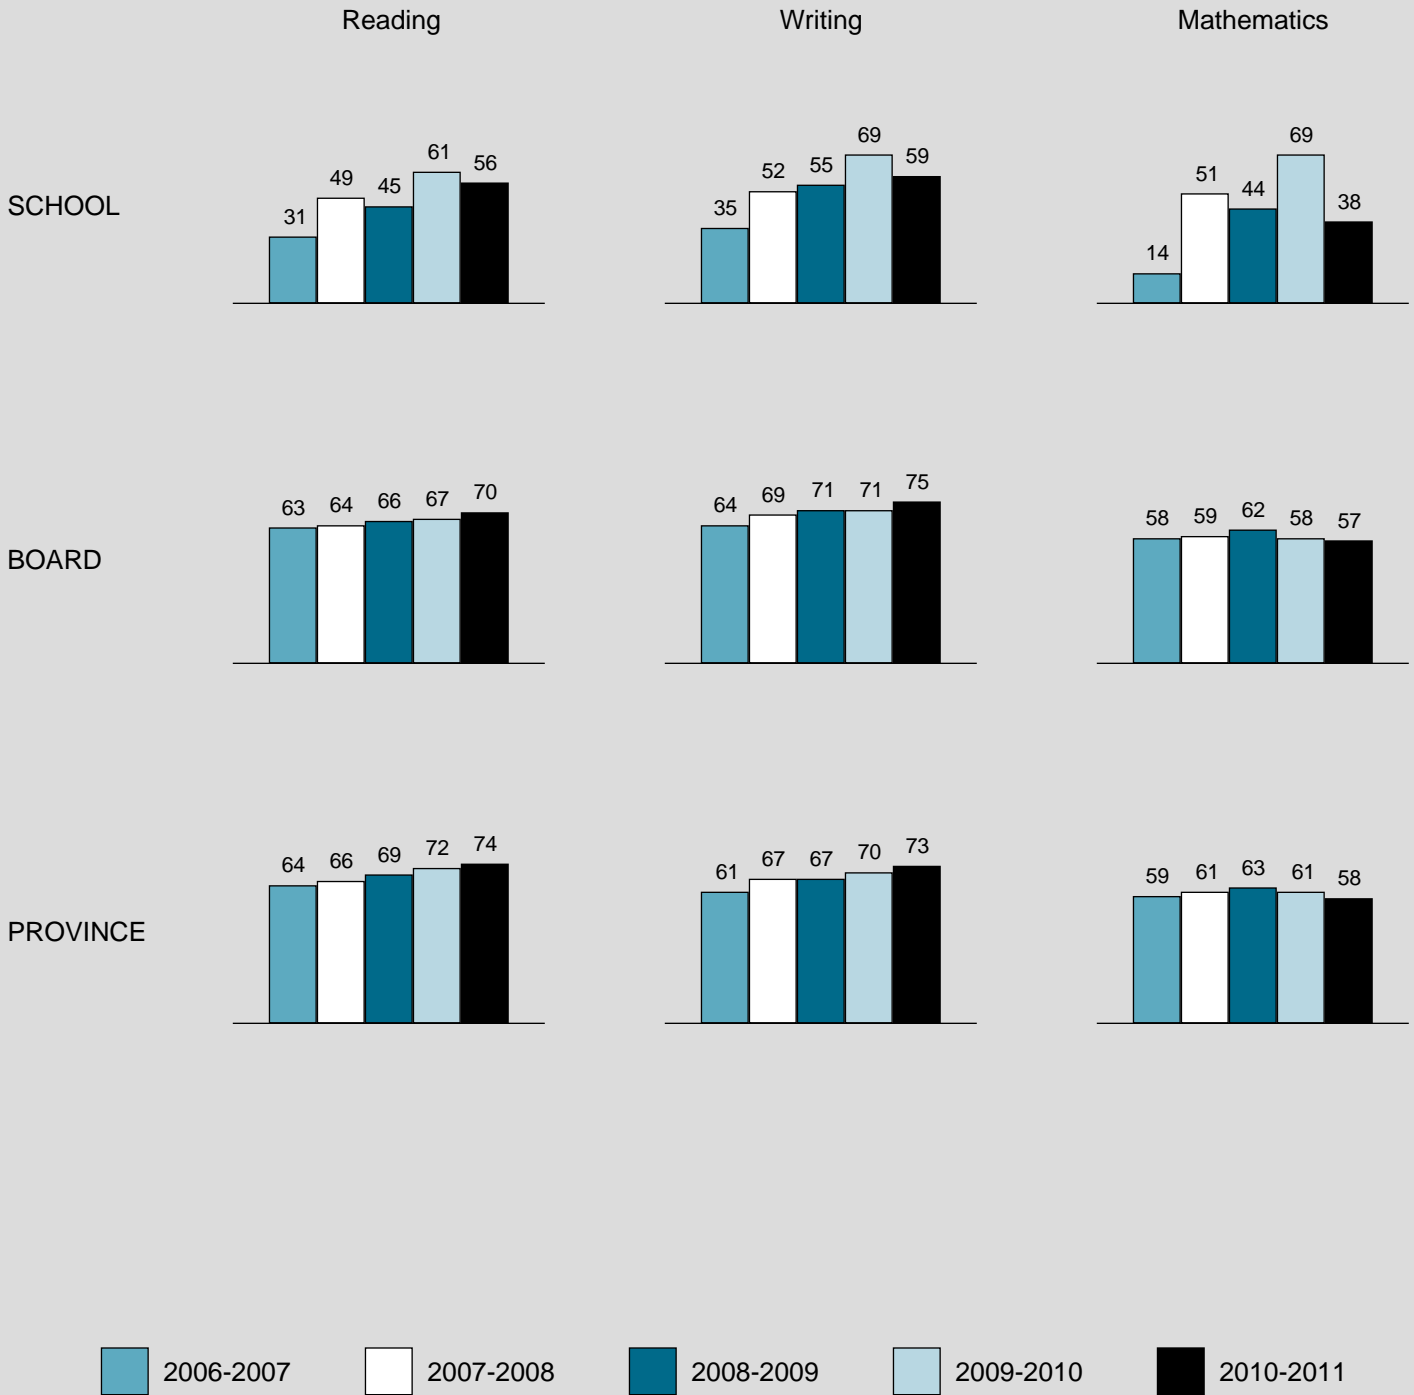 Reading Writing Mathematics
SCHOOL
31 49 45 61 56
35 52 55 69 59
14 51 44 69 38
BOARD
63 64 66 67 70
64 69 71 71 75
58 59 62 58 57
PROVINCE
64 66 69 72 74
61 67 67 70 73
59 61 63 61 58
2006-2007 2007-2008 2008-2009 2009-2010 2010-2011